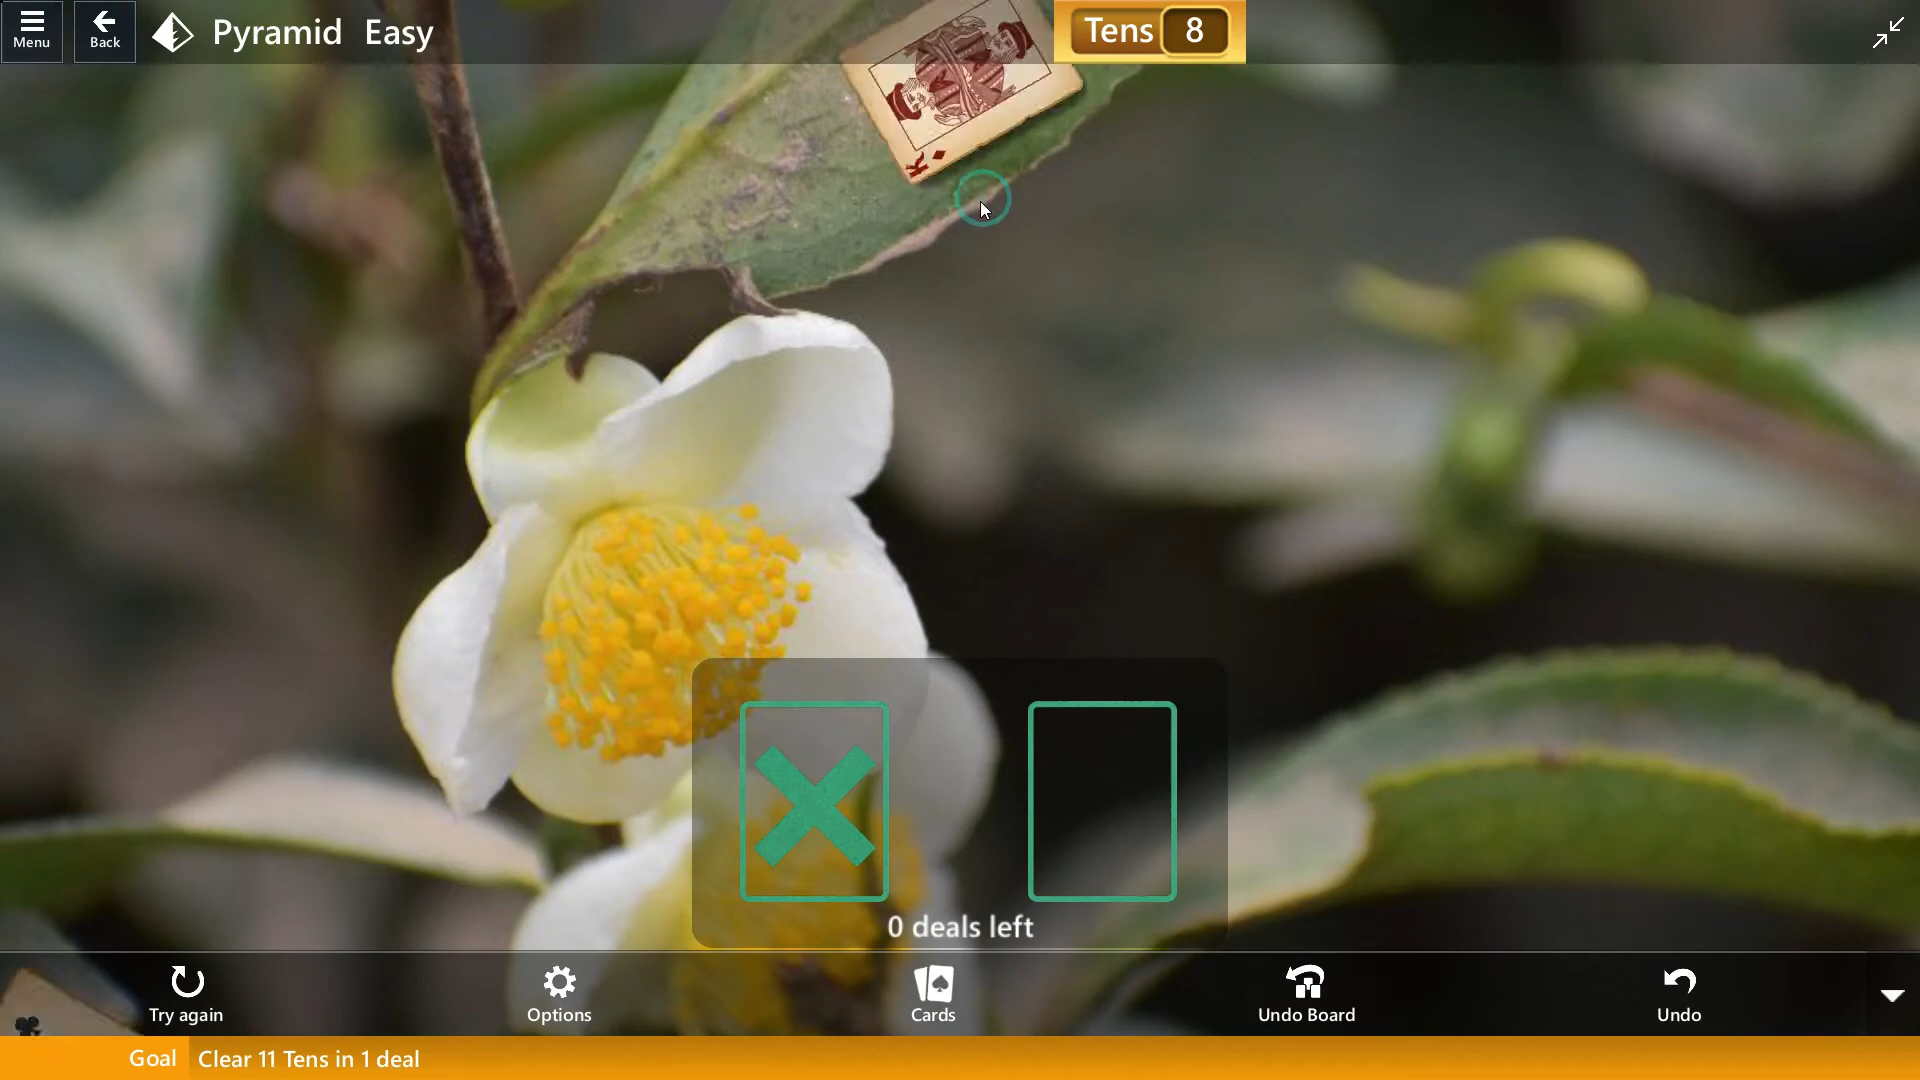 Menu
Back
Pyramid Easy
Tens 8
K
0 deals left
Try again
Options
Cards
Undo Board
Undo
Goal
Clear 11 Tens in 1 deal